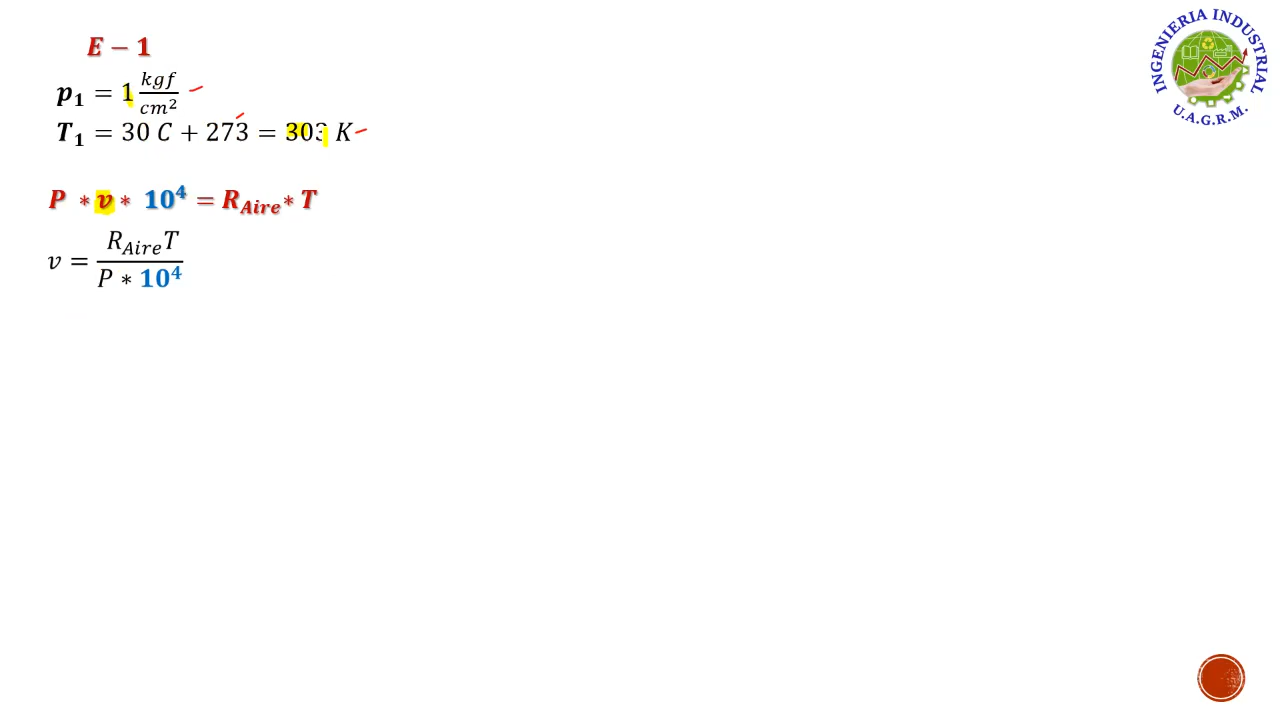 E − 1
p₁ = 1 kgf/cm²
T₁ = 30 C + 273 = 303 K
P * v * 10⁴ = R_Aire * T
v = R_Aire T / P * 10⁴
INGENIERIA INDUSTRIAL
U.A.G.R.M.